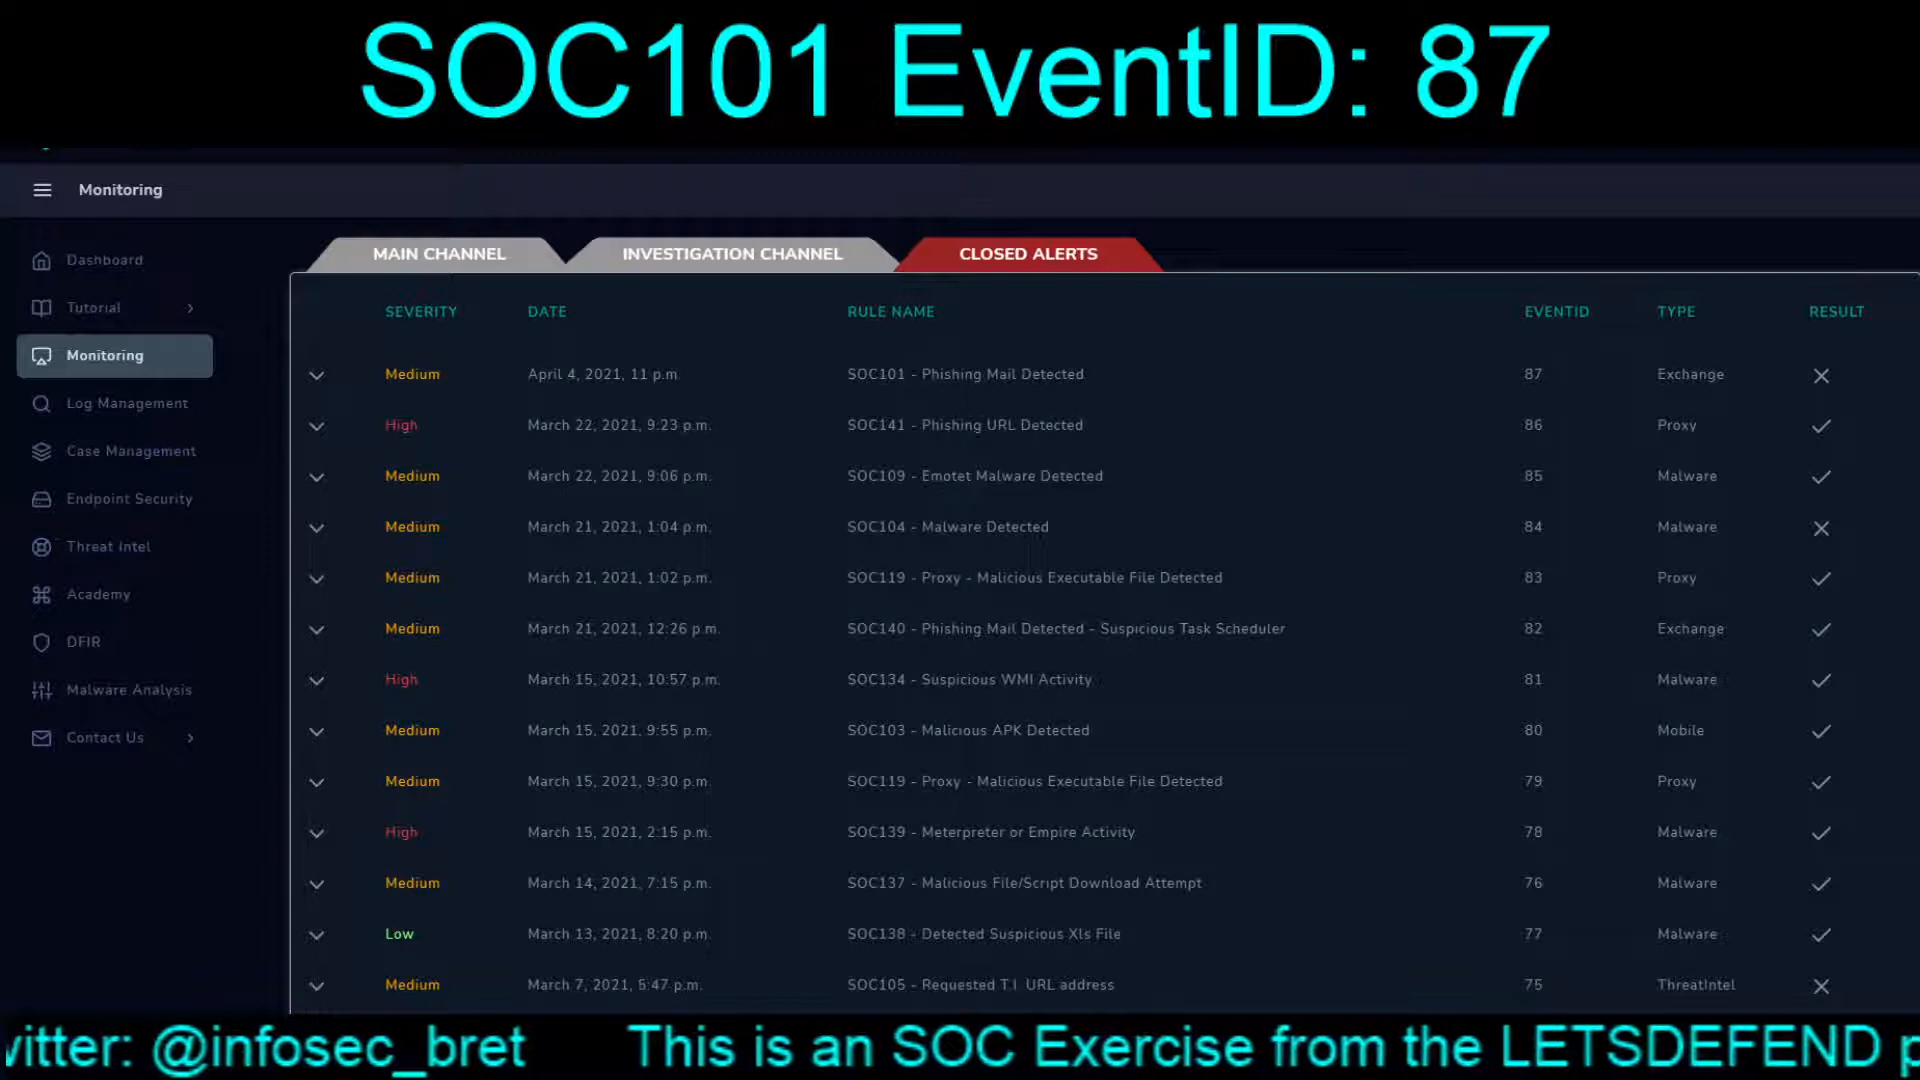 SOC101 EventID: 87
Monitoring
Dashboard
Tutorial
Monitoring
Log Management
Case Management
Endpoint Security
Threat Intel
Academy
DFIR
Malware Analysis
Contact Us
MAIN CHANNEL INVESTIGATION CHANNEL CLOSED ALERTS
SEVERITY DATE RULE NAME EVENTID TYPE RESULT
Medium April 4, 2021, 11 p.m. SOC101 - Phishing Mail Detected 87 Exchange
High March 22, 2021, 9:23 p.m. SOC141 - Phishing URL Detected 86 Proxy
Medium March 22, 2021, 9:06 p.m. SOC109 - Emotet Malware Detected 85 Malware
Medium March 21, 2021, 1:04 p.m. SOC104 - Malware Detected 84 Malware
Medium March 21, 2021, 1:02 p.m. SOC119 - Proxy - Malicious Executable File Detected 83 Proxy
Medium March 21, 2021, 12:26 p.m. SOC140 - Phishing Mail Detected - Suspicious Task Scheduler 82 Exchange
High March 15, 2021, 10:57 p.m. SOC134 - Suspicious WMI Activity 81 Malware
Medium March 15, 2021, 9:55 p.m. SOC103 - Malicious APK Detected 80 Mobile
Medium March 15, 2021, 9:30 p.m. SOC119 - Proxy - Malicious Executable File Detected 79 Proxy
High March 15, 2021, 2:15 p.m. SOC139 - Meterpreter or Empire Activity 78 Malware
Medium March 14, 2021, 7:15 p.m. SOC137 - Malicious File/Script Download Attempt 76 Malware
Low March 13, 2021, 8:20 p.m. SOC138 - Detected Suspicious Xls File 77 Malware
Medium March 7, 2021, 5:47 p.m. SOC105 - Requested T.I. URL address 75 ThreatIntel
witter: @infosec_bret This is an SOC Exercise from the LETSDEFEND p